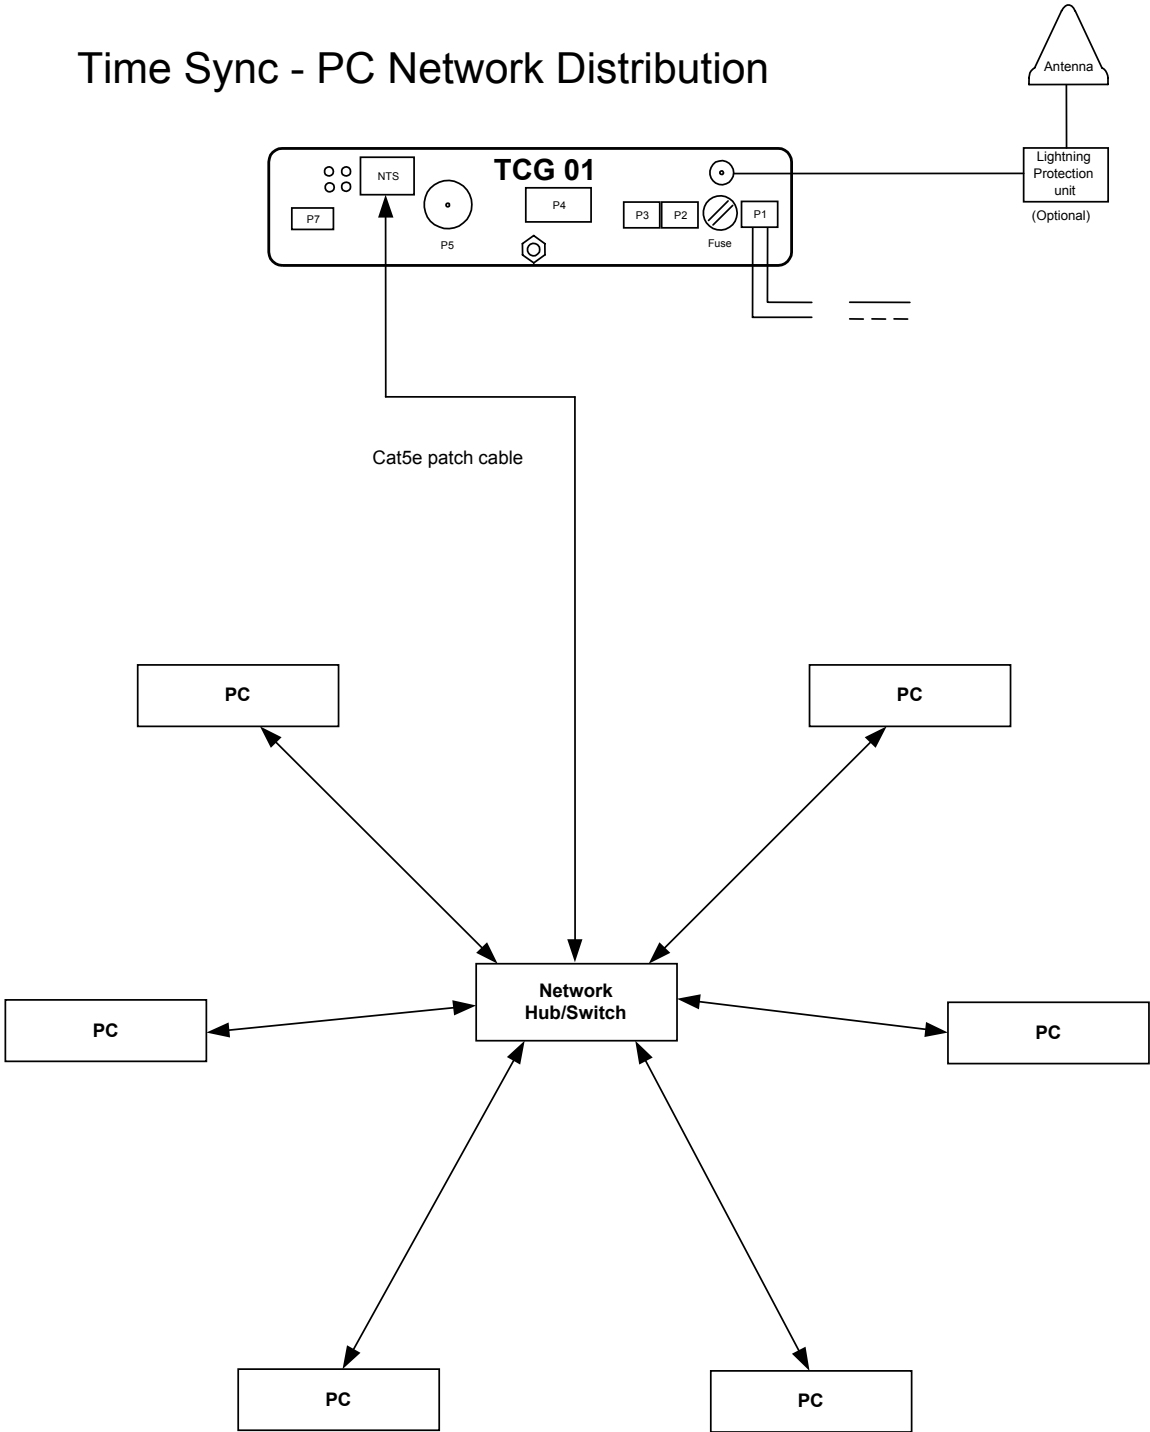 Time Sync - PC Network Distribution
Antenna
Lightning
Protection
unit
(Optional)
TCG 01
NTS
P7
P5
P4
P3
P2
Fuse
P1
Cat5e patch cable
PC
PC
Network
Hub/Switch
PC
PC
PC
PC